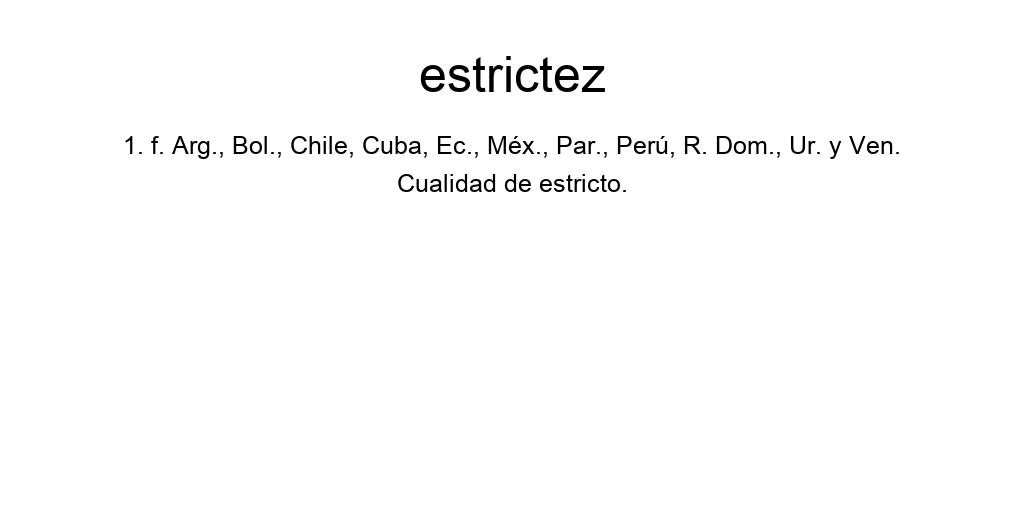 estrictez
1. f. Arg., Bol., Chile, Cuba, Ec., Méx., Par., Perú, R. Dom., Ur. y Ven.
Cualidad de estricto.